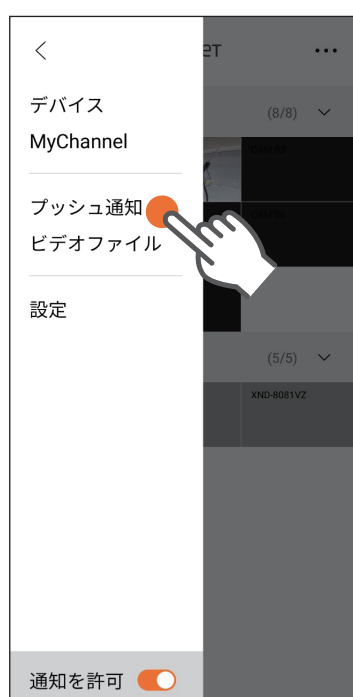 ет
デバイス
(8/8)
MyChannel
プッシュ通知
ビデオファイル
設定
(5/5)
XND-8081VZ
通知を許可